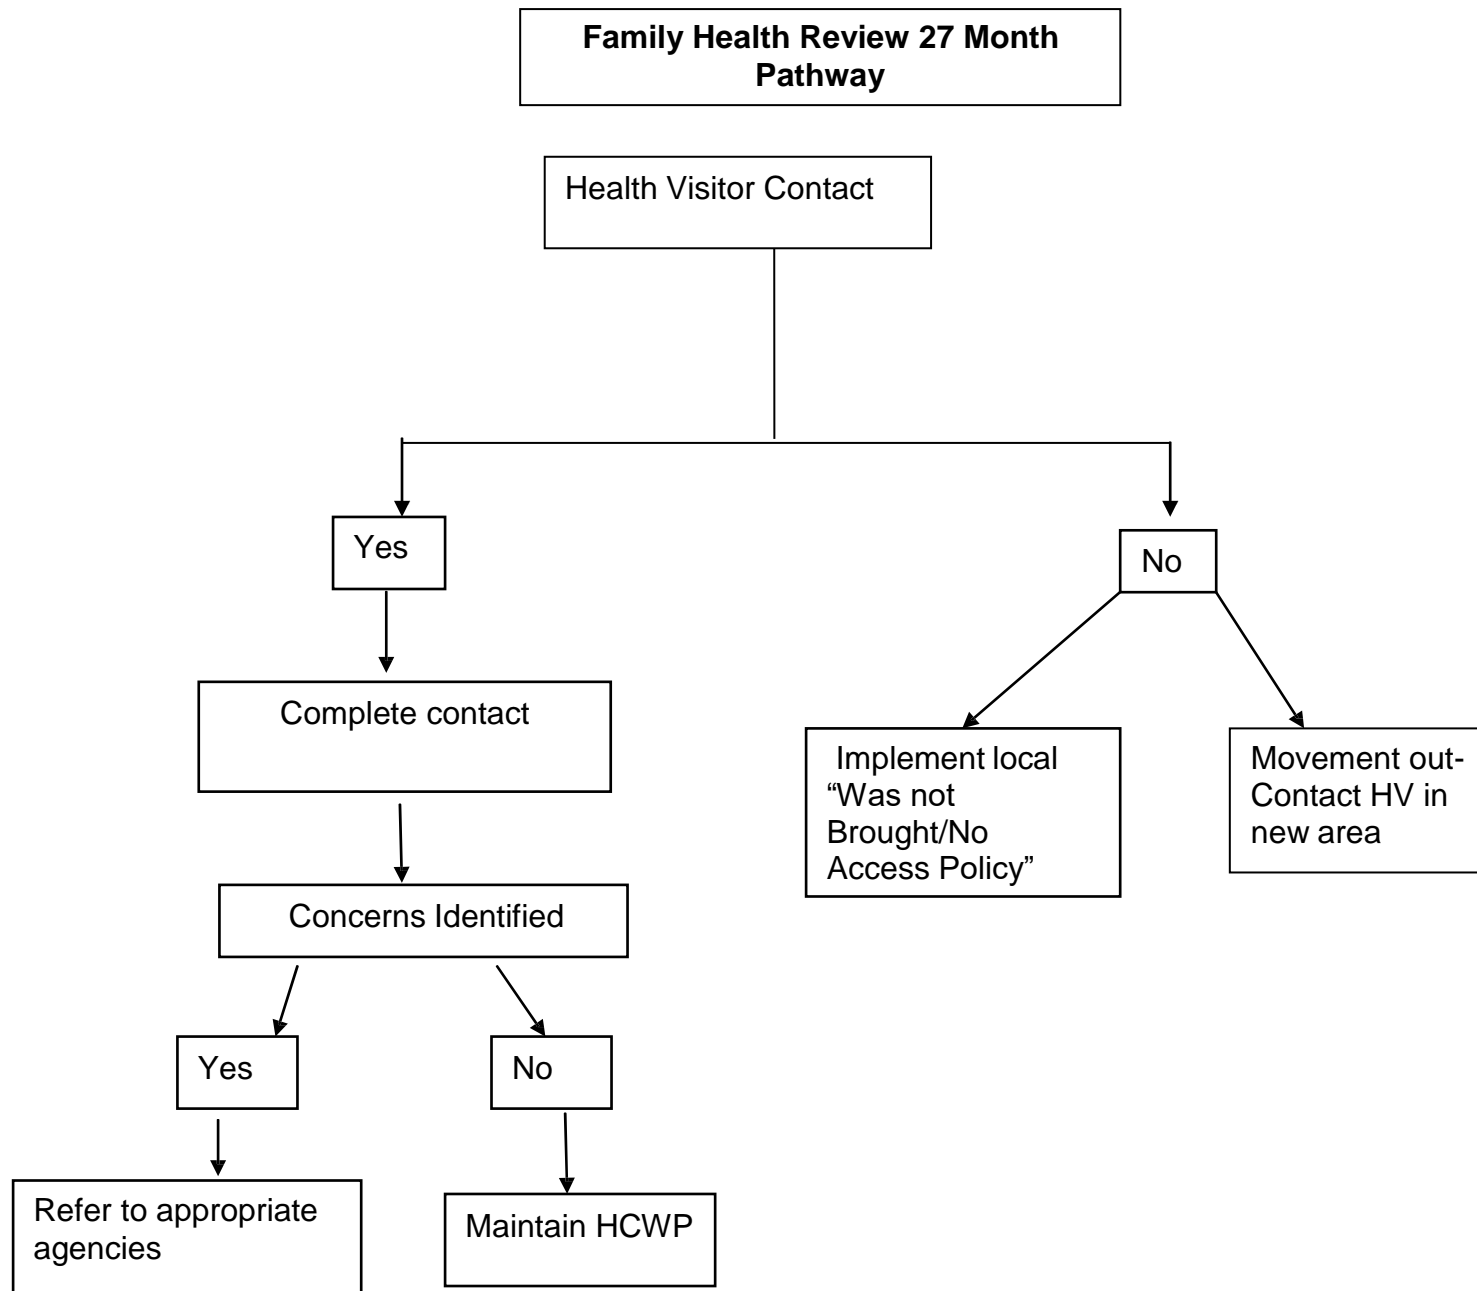 Family Health Review 27 Month
Pathway
Health Visitor Contact
Yes
No
Complete contact
Implement local
“Was not
Brought/No
Access Policy”
Movement out-
Contact HV in
new area
Concerns Identified
Yes
No
Refer to appropriate
agencies
Maintain HCWP